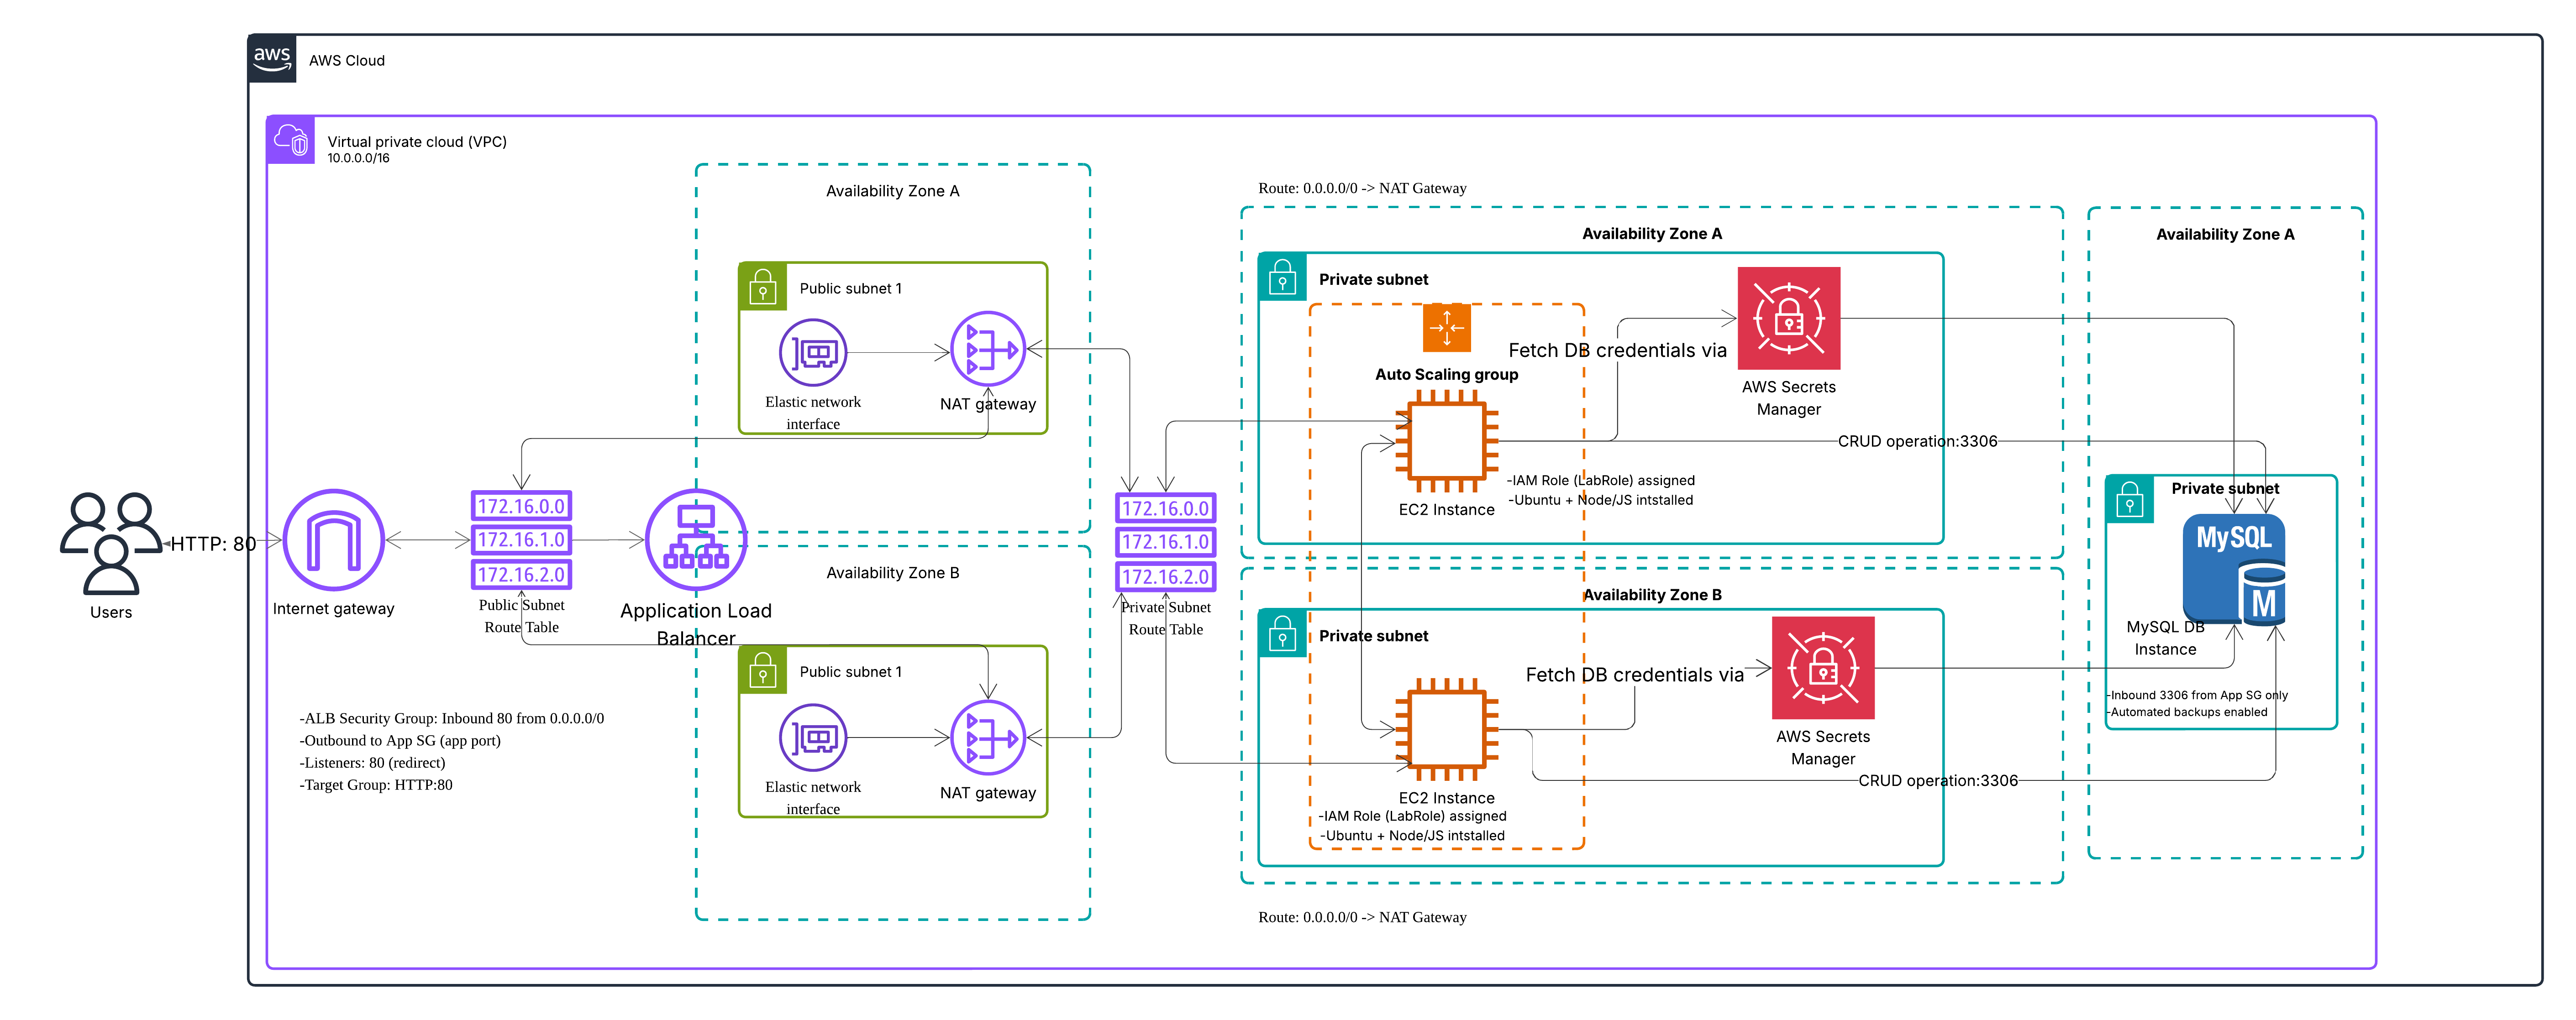 aws
AWS Cloud
Virtual private cloud (VPC)
10.0.0.0/16
Users
HTTP: 80
Internet gateway
172.16.0.0
172.16.1.0
172.16.2.0
Public Subnet
Route Table
-ALB Security Group: Inbound 80 from 0.0.0.0/0
-Outbound to App SG (app port)
-Listeners: 80 (redirect)
-Target Group: HTTP:80
Application Load
Balancer
Availability Zone A
Public subnet 1
Elastic network
interface
NAT gateway
Availability Zone B
Public subnet 1
Elastic network
interface
NAT gateway
172.16.0.0
172.16.1.0
172.16.2.0
Private Subnet
Route Table
Route: 0.0.0.0/0 -> NAT Gateway
Availability Zone A
Private subnet
Auto Scaling group
Fetch DB credentials via
AWS Secrets
Manager
CRUD operation:3306
EC2 Instance
-IAM Role (LabRole) assigned
-Ubuntu + Node/JS intstalled
Availability Zone B
Private subnet
Fetch DB credentials via
AWS Secrets
Manager
CRUD operation:3306
EC2 Instance
-IAM Role (LabRole) assigned
-Ubuntu + Node/JS intstalled
Route: 0.0.0.0/0 -> NAT Gateway
Availability Zone A
Private subnet
MySQL
M
MySQL DB
Instance
-Inbound 3306 from App SG only
-Automated backups enabled